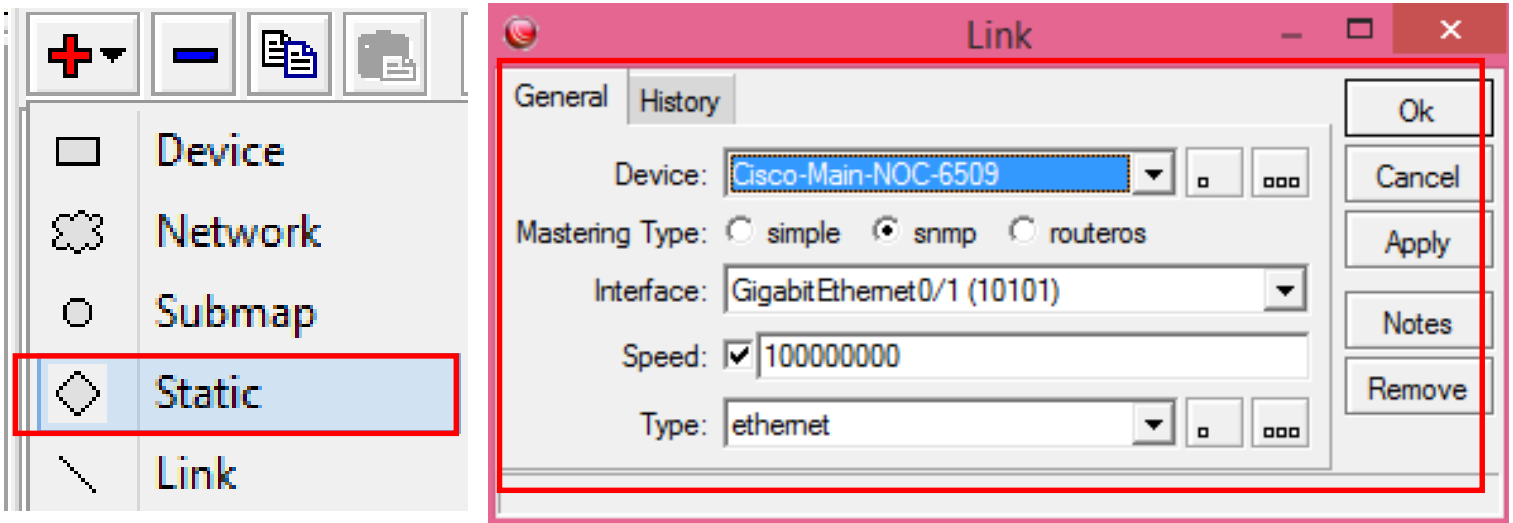 Device
Network
Submap
Static
Link
Link
General History
Ok
Device: Cisco-Main-NOC-6509
Cancel
Mastering Type: simple snmp routeros
Apply
Interface: GigabitEthernet0/1 (10101)
Notes
Speed: 100000000
Remove
Type: ethernet